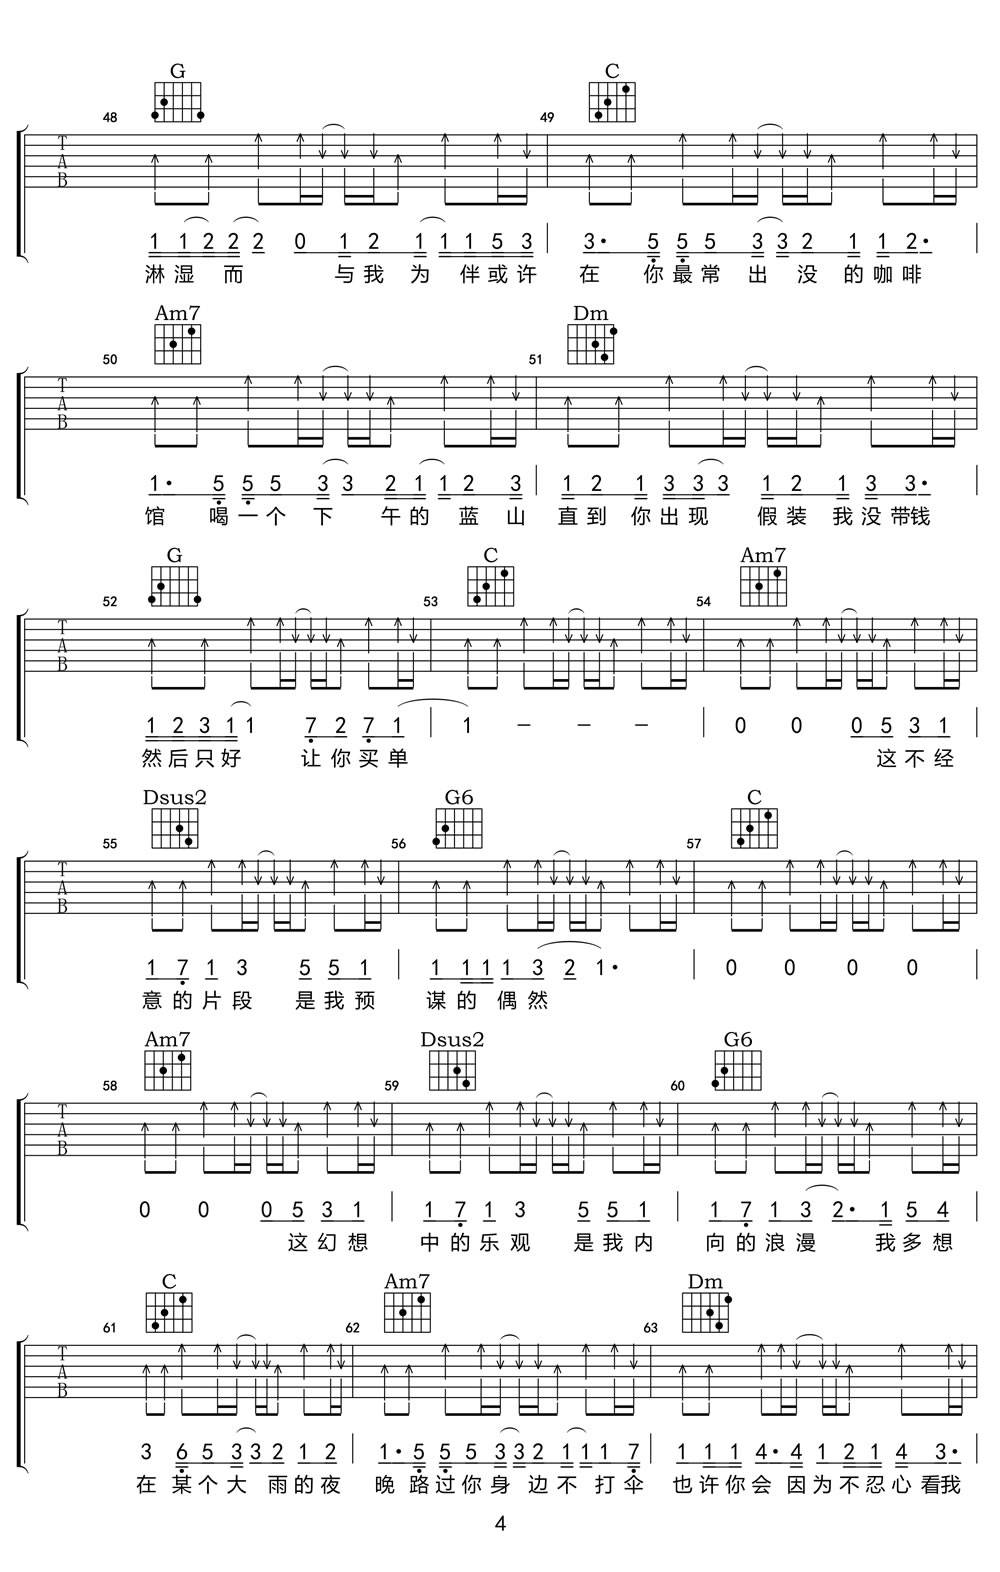 G C
48 49
T
A
B
1 1 2 2 2 0 1 2 1 1 1 5 3 3· 5 5 5 3 3 2 1 1 2·
淋湿而 与我为伴或许 在 你最常出没的咖啡
Am7 Dm
50 51
T
A
B
1· 5 5 5 3 3 2 1 1 2 3 1 2 1 3 3 3 1 2 1 3 3·
馆 喝一个下 午的蓝山 直到 你出现 假装我没带钱
G C Am7
52 53 54
T
A
B
1 2 3 1 1 7 2 7 1 1 – – – 0 0 0 5 3 1
然后只好 让你买单 这不经
Dsus2 G6 C
55 56 57
T
A
B
1 7 1 3 5 5 1 1 1 1 1 3 2 1· 0 0 0 0
意的片段 是我预 谋的偶然
Am7 Dsus2 G6
58 59 60
T
A
B
0 0 0 5 3 1 1 7 1 3 5 5 1 1 7 1 3 2· 1 5 4
这幻想 中的乐观 是我内 向的浪漫 我多想
C Am7 Dm
61 62 63
T
A
B
3 6 5 3 3 2 1 2 1· 5 5 5 3 3 2 1 1 1 7 1 1 1 4· 4 1 2 1 4 3·
在某个大 雨的夜 晚 路过你身 边不打伞 也许你会 因为不忍心看我
4